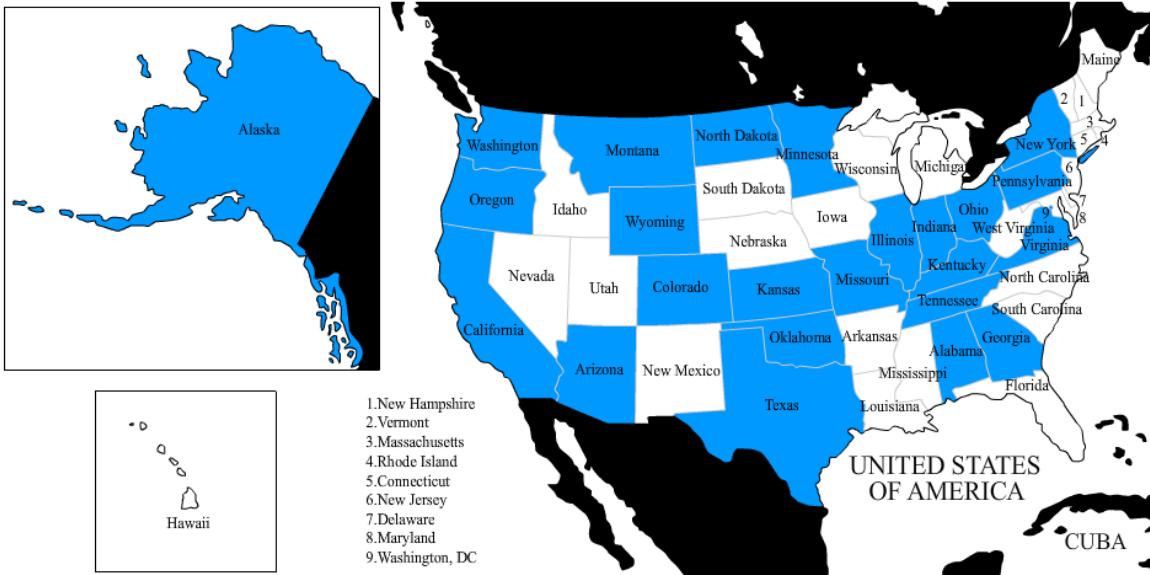 Alaska
Hawaii
1.New Hampshire
2.Vermont
3.Massachusetts
4.Rhode Island
5.Connecticut
6.New Jersey
7.Delaware
8.Maryland
9.Washington, DC
Washington
Oregon
California
Nevada
Idaho
Montana
Wyoming
Utah
Colorado
Arizona
New Mexico
North Dakota
South Dakota
Nebraska
Kansas
Oklahoma
Texas
Minnesota
Iowa
Missouri
Arkansas
Louisiana
Wisconsin
Illinois
Michigan
Indiana
Ohio
Kentucky
Tennessee
Mississippi
Alabama
Georgia
Florida
South Carolina
North Carolina
Virginia
West Virginia
Pennsylvania
New York
Maine
1
2
3
4
5
6
7
8
9
UNITED STATES
OF AMERICA
CUBA